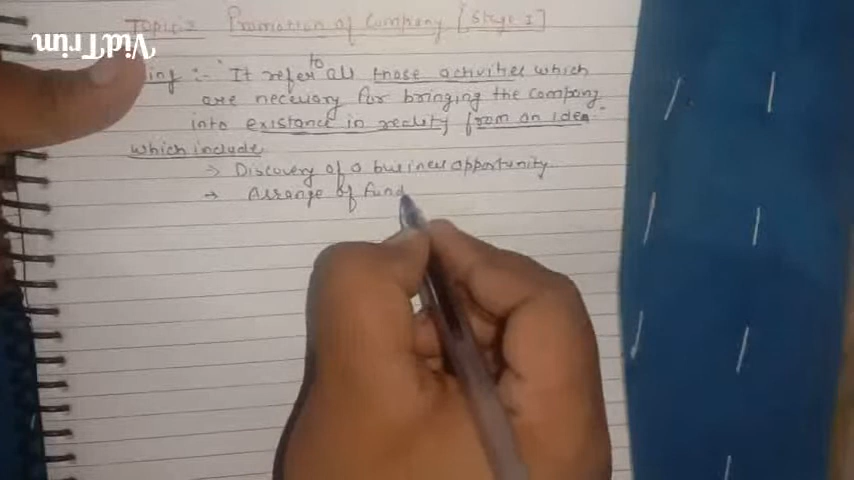 Topic:- Promotion of Company [Stage I]
VidTrim
ing :- "It refer to all those activities which
are necessary for bringing the company
into existance in reality from an idea"
which include
→ Discovery of a business opportunity
→ Arrange of fund